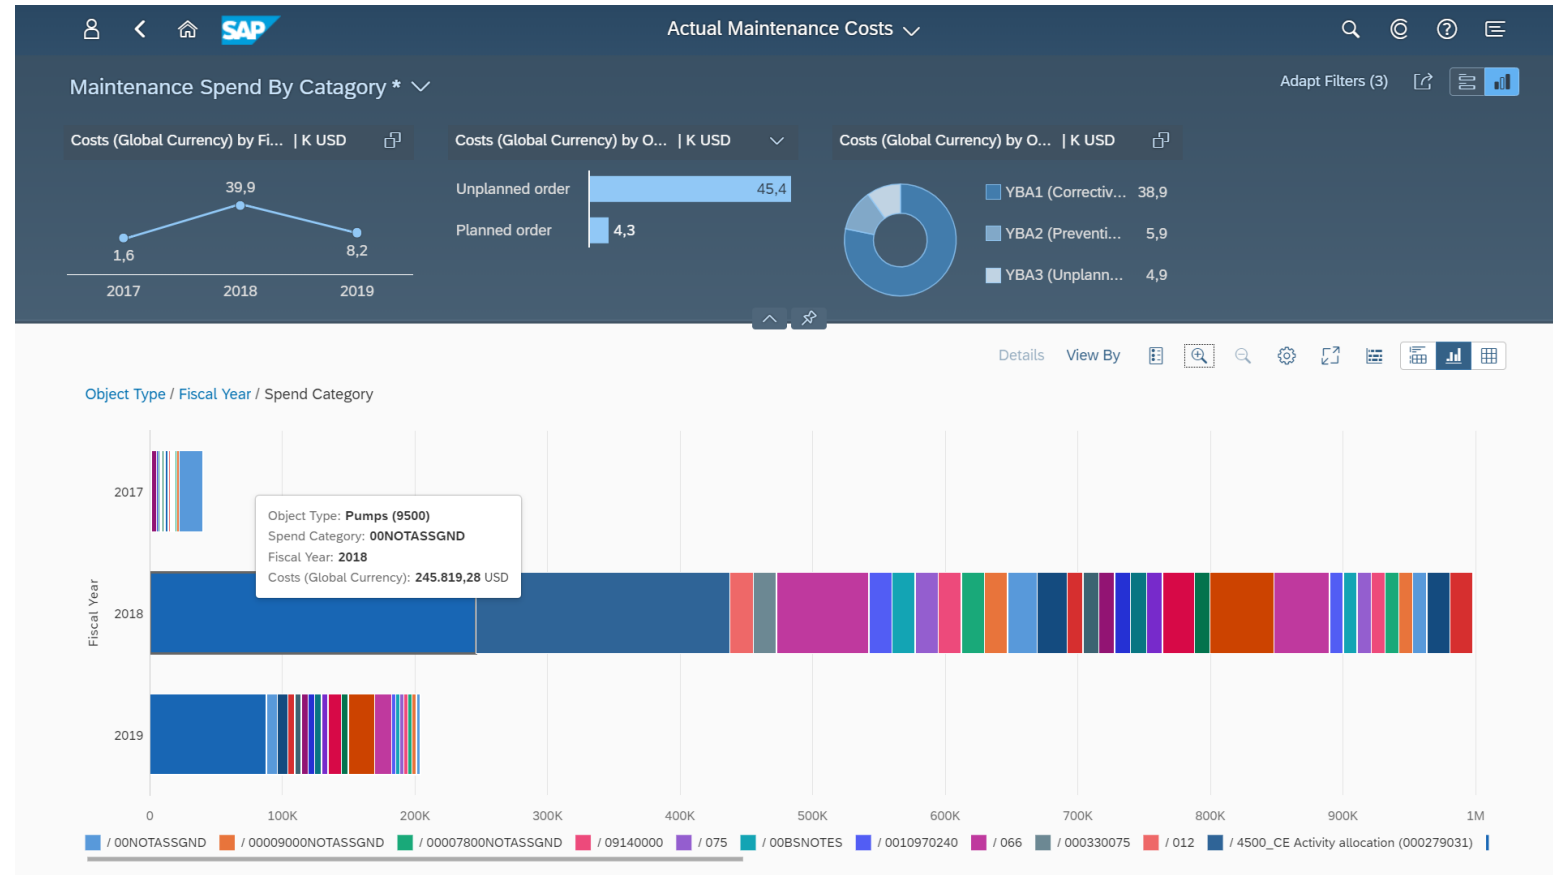 SAP
Actual Maintenance Costs
Maintenance Spend By Catagory *
Adapt Filters (3)
Costs (Global Currency) by Fi... | K USD
39,9
1,6
8,2
2017 2018 2019
Costs (Global Currency) by O... | K USD
Unplanned order 45,4
Planned order 4,3
Costs (Global Currency) by O... | K USD
YBA1 (Correctiv... 38,9
YBA2 (Preventi... 5,9
YBA3 (Unplann... 4,9
Details View By
Object Type / Fiscal Year / Spend Category
Fiscal Year
2017
Object Type: Pumps (9500)
Spend Category: 00NOTASSGND
Fiscal Year: 2018
Costs (Global Currency): 245.819,28 USD
2018
2019
0 100K 200K 300K 400K 500K 600K 700K 800K 900K 1M
/ 00NOTASSGND / 00009000NOTASSGND / 00007800NOTASSGND / 09140000 / 075 / 00BSNOTES / 0010970240 / 066 / 000330075 / 012 / 4500_CE Activity allocation (000279031)